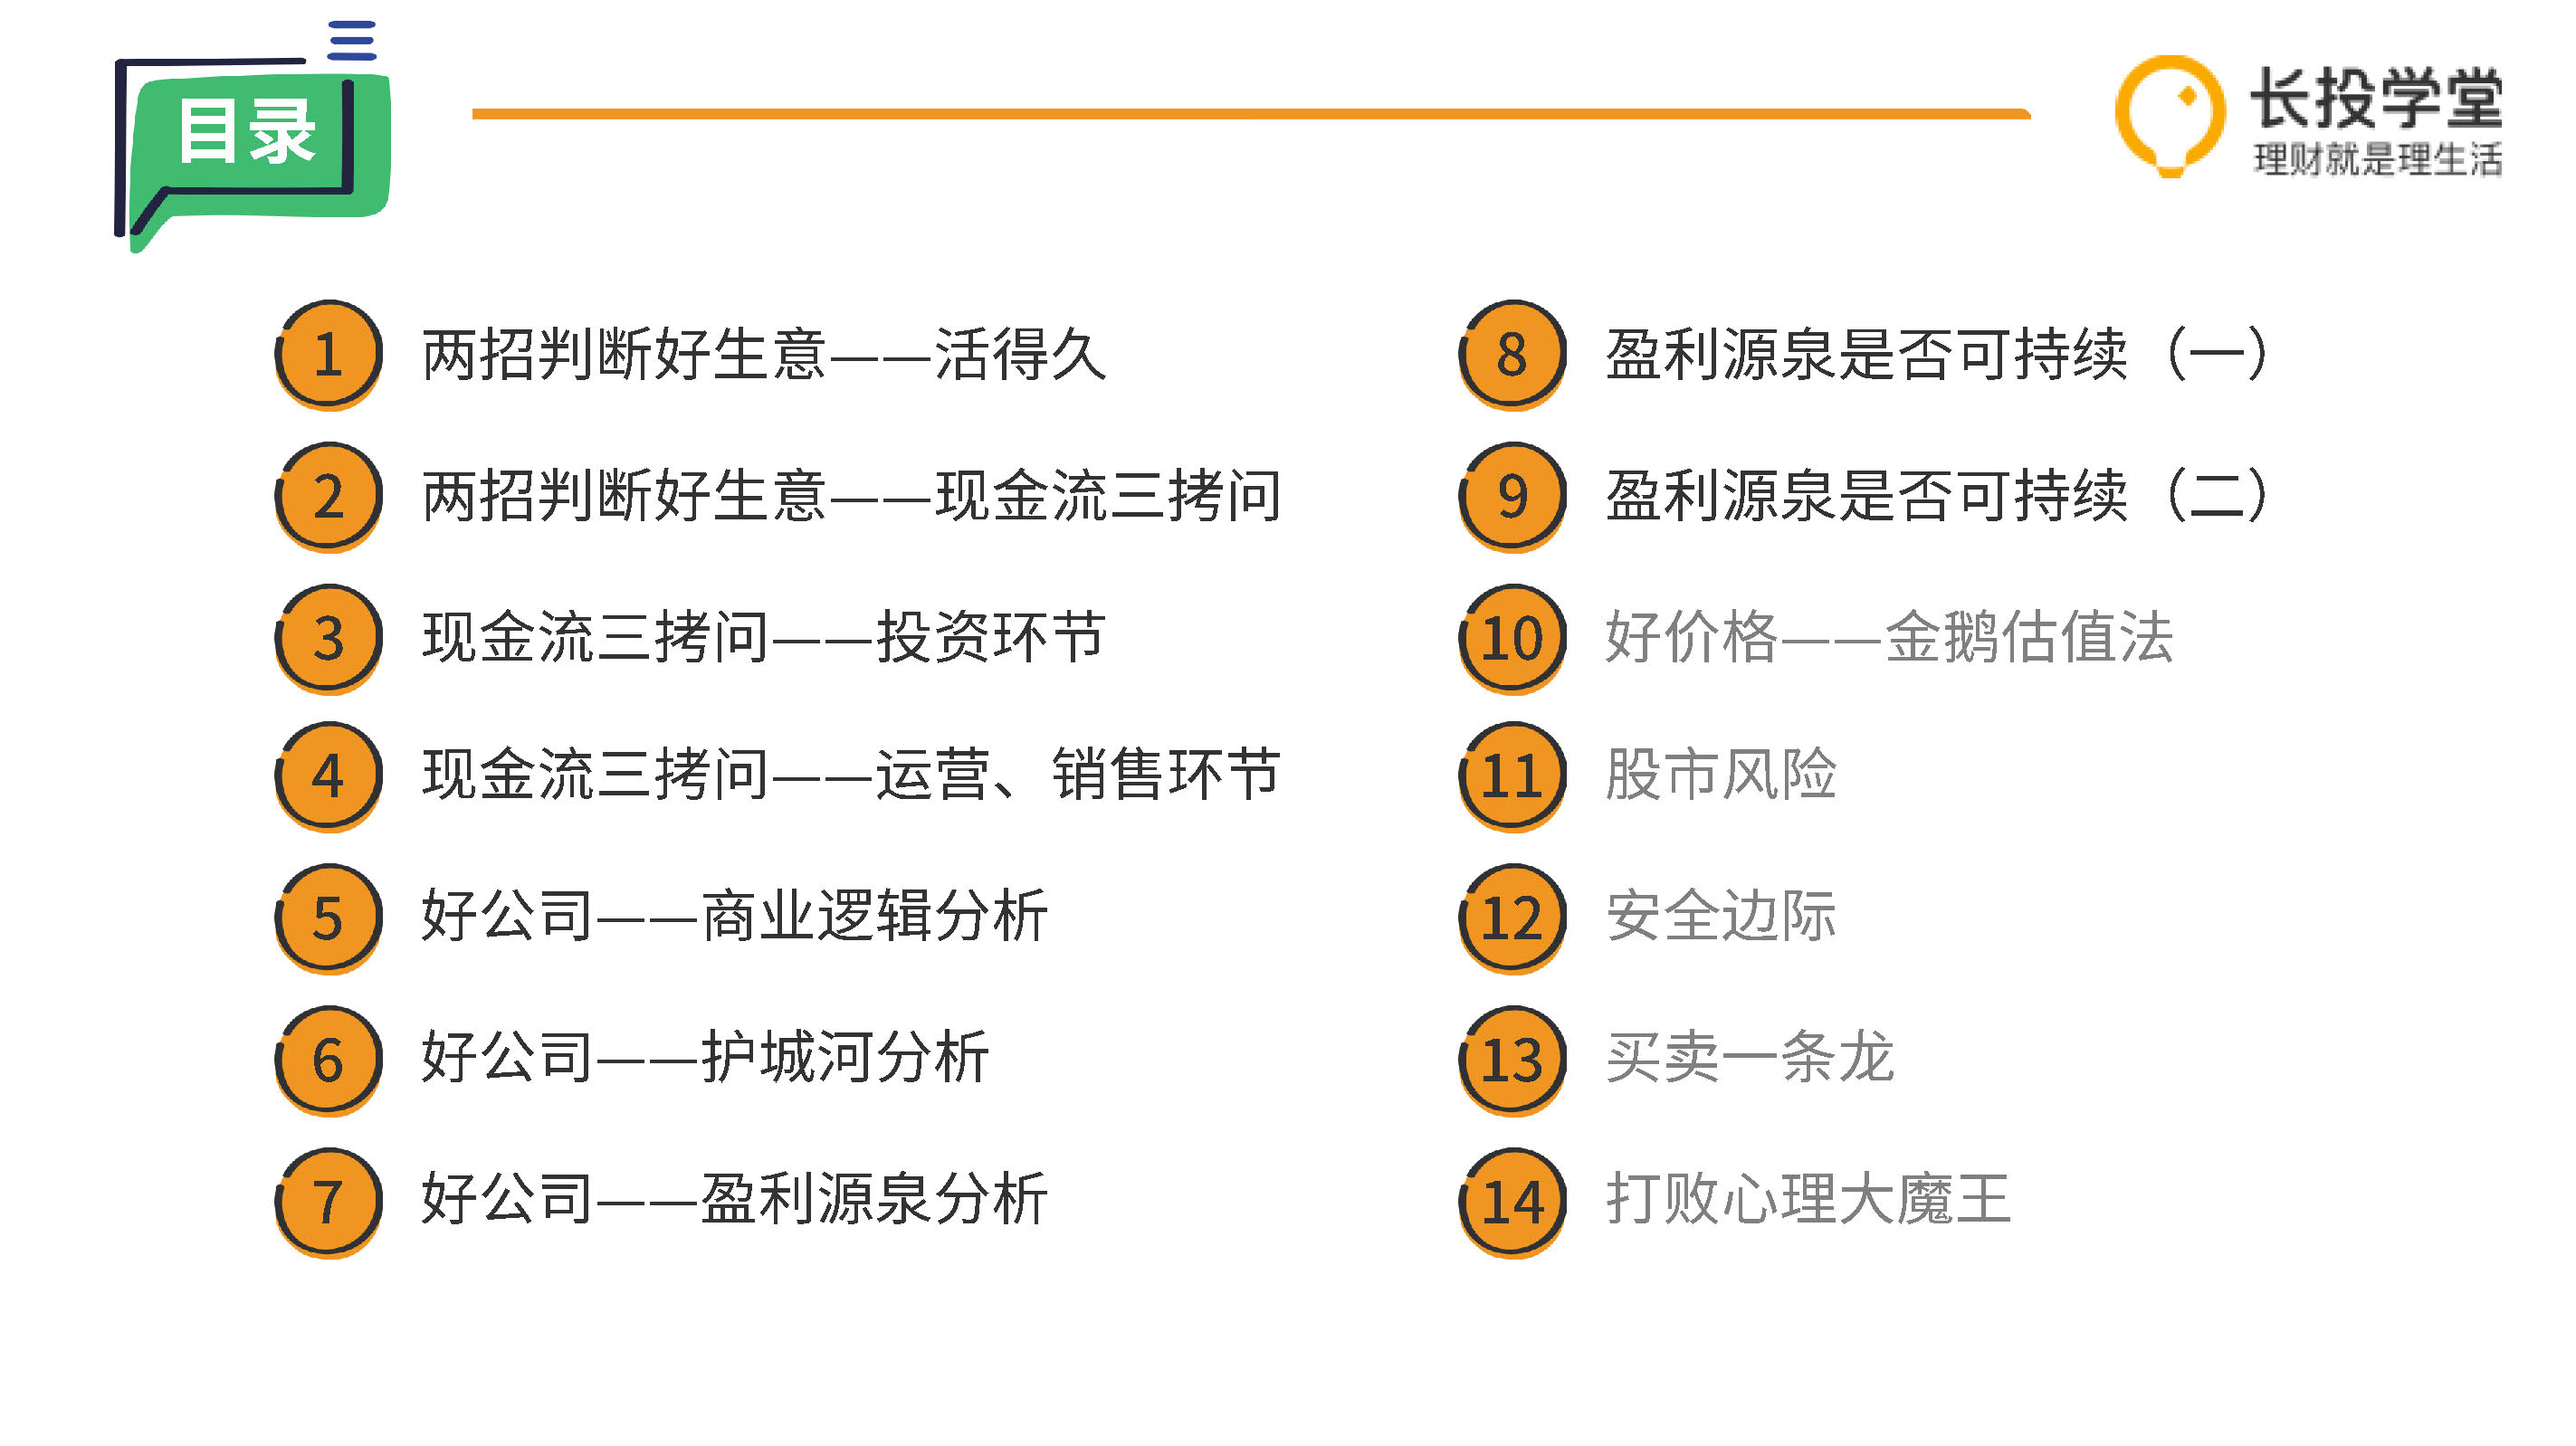 目录
长投学堂
理财就是理生活
1 两招判断好生意——活得久
2 两招判断好生意——现金流三拷问
3 现金流三拷问——投资环节
4 现金流三拷问——运营、销售环节
5 好公司——商业逻辑分析
6 好公司——护城河分析
7 好公司——盈利源泉分析
8 盈利源泉是否可持续（一）
9 盈利源泉是否可持续（二）
10 好价格——金鹅估值法
11 股市风险
12 安全边际
13 买卖一条龙
14 打败心理大魔王